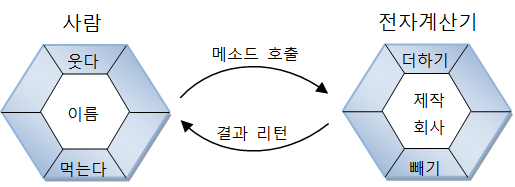 사람
전자계산기
웃다
이름
먹는다
메소드 호출
결과 리턴
더하기
제작
회사
빼기